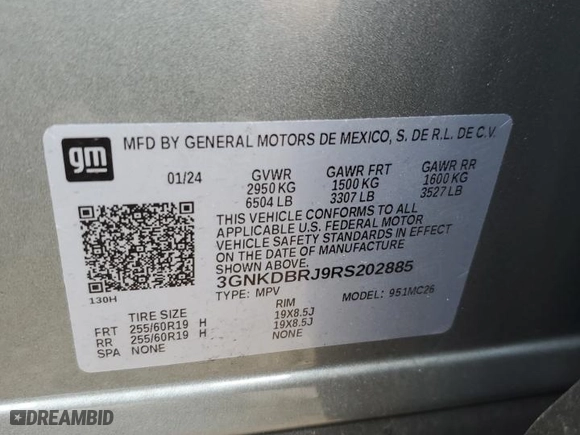 gm
MFD BY GENERAL MOTORS DE MEXICO, S. DE R.L. DE C.V.
01/24 GVWR GAWR FRT GAWR RR
2950 KG 1500 KG 1600 KG
6504 LB 3307 LB 3527 LB
THIS VEHICLE CONFORMS TO ALL
APPLICABLE U.S. FEDERAL MOTOR
VEHICLE SAFETY STANDARDS IN EFFECT
ON THE DATE OF MANUFACTURE
SHOWN ABOVE.
3GNKDBRJ9RS202885
130H
TYPE: MPV MODEL: 951MC26
TIRE SIZE RIM
FRT 255/60R19 H 19X8.5J
RR 255/60R19 H 19X8.5J
SPA NONE NONE
DREAMBID